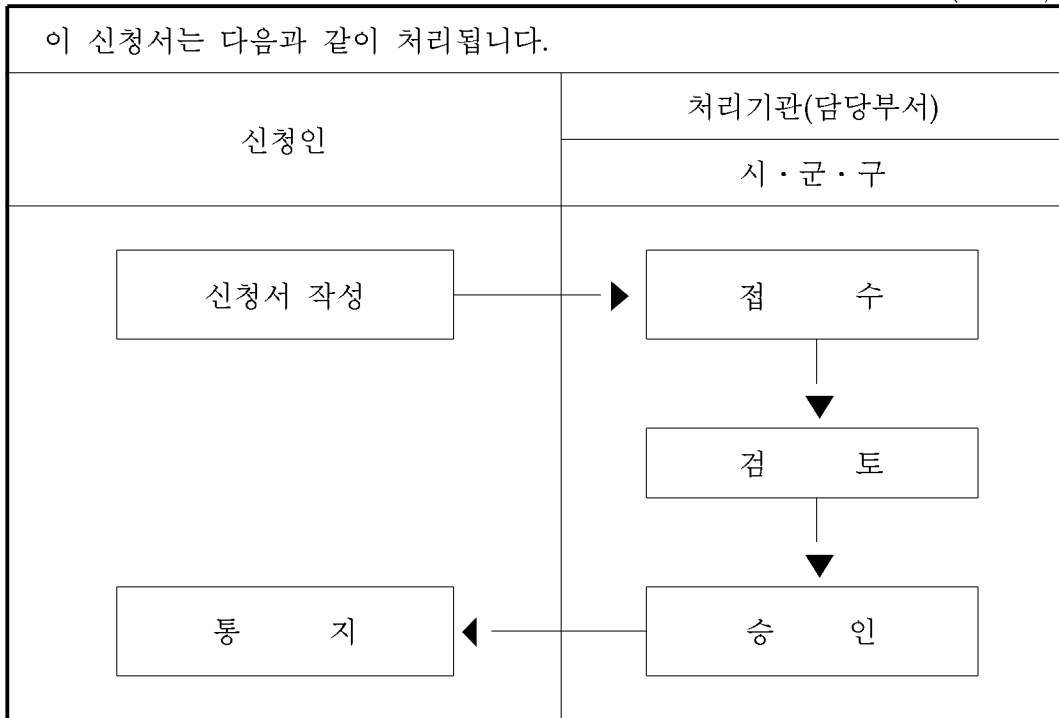 이 신청서는 다음과 같이 처리됩니다.
신청인
처리기관(담당부서)
시·군·구
신청서 작성
접 수
검 토
통 지
승 인